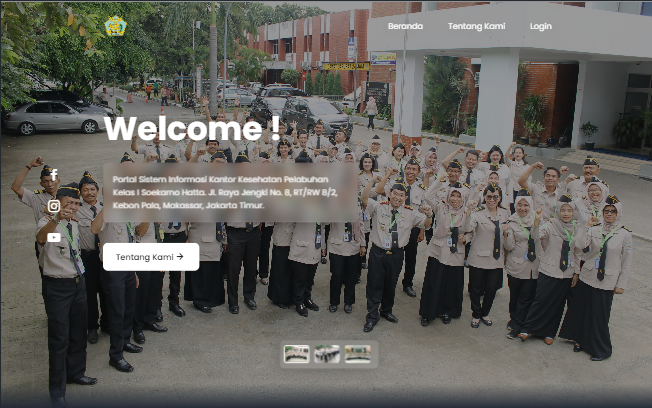 Beranda Tentang Kami Login
Welcome !
Portal Sistem Informasi Kantor Kesehatan Pelabuhan
Kelas I Soekarno Hatta. Jl. Raya Jengki No. 8, RT/RW 8/2,
Kebon Pala, Makassar, Jakarta Timur.
Tentang Kami →